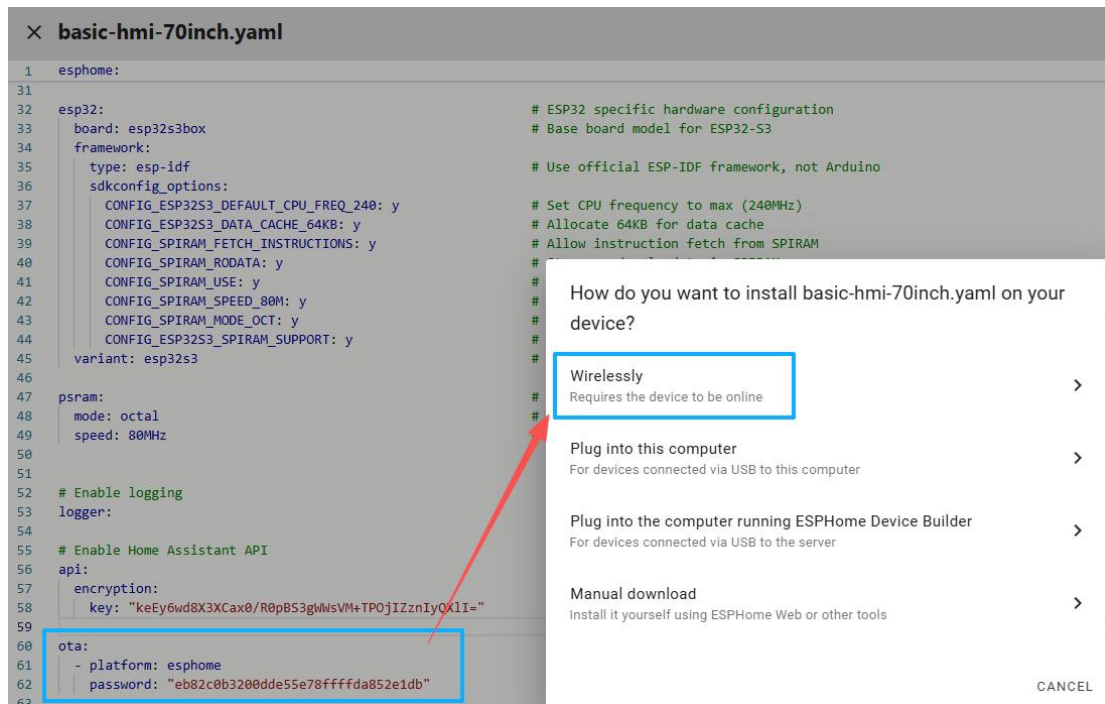 × basic-hmi-70inch.yaml
1 esphome:
31
32 esp32: # ESP32 specific hardware configuration
33 board: esp32s3box # Base board model for ESP32-S3
34 framework:
35 type: esp-idf # Use official ESP-IDF framework, not Arduino
36 sdkconfig_options:
37 CONFIG_ESP32S3_DEFAULT_CPU_FREQ_240: y # Set CPU frequency to max (240MHz)
38 CONFIG_ESP32S3_DATA_CACHE_64KB: y # Allocate 64KB for data cache
39 CONFIG_SPIRAM_FETCH_INSTRUCTIONS: y # Allow instruction fetch from SPIRAM
40 CONFIG_SPIRAM_RODATA: y #
41 CONFIG_SPIRAM_USE: y #
42 CONFIG_SPIRAM_SPEED_80M: y #
43 CONFIG_SPIRAM_MODE_OCT: y #
44 CONFIG_ESP32S3_SPIRAM_SUPPORT: y #
45 variant: esp32s3 #
46
47 psram: #
48 mode: octal #
49 speed: 80MHz
50
51
52 # Enable logging
53 logger:
54
55 # Enable Home Assistant API
56 api:
57 encryption:
58 key: "keEy6wd8X3XCax0/R0pBS3gWWsVM+TPOjIZznIyQXlI="
59
60 ota:
61 - platform: esphome
62 password: "eb82c0b3200dde55e78ffffda852e1db"
63
How do you want to install basic-hmi-70inch.yaml on your
device?
Wirelessly
Requires the device to be online
Plug into this computer
For devices connected via USB to this computer
Plug into the computer running ESPHome Device Builder
For devices connected via USB to the server
Manual download
Install it yourself using ESPHome Web or other tools
CANCEL